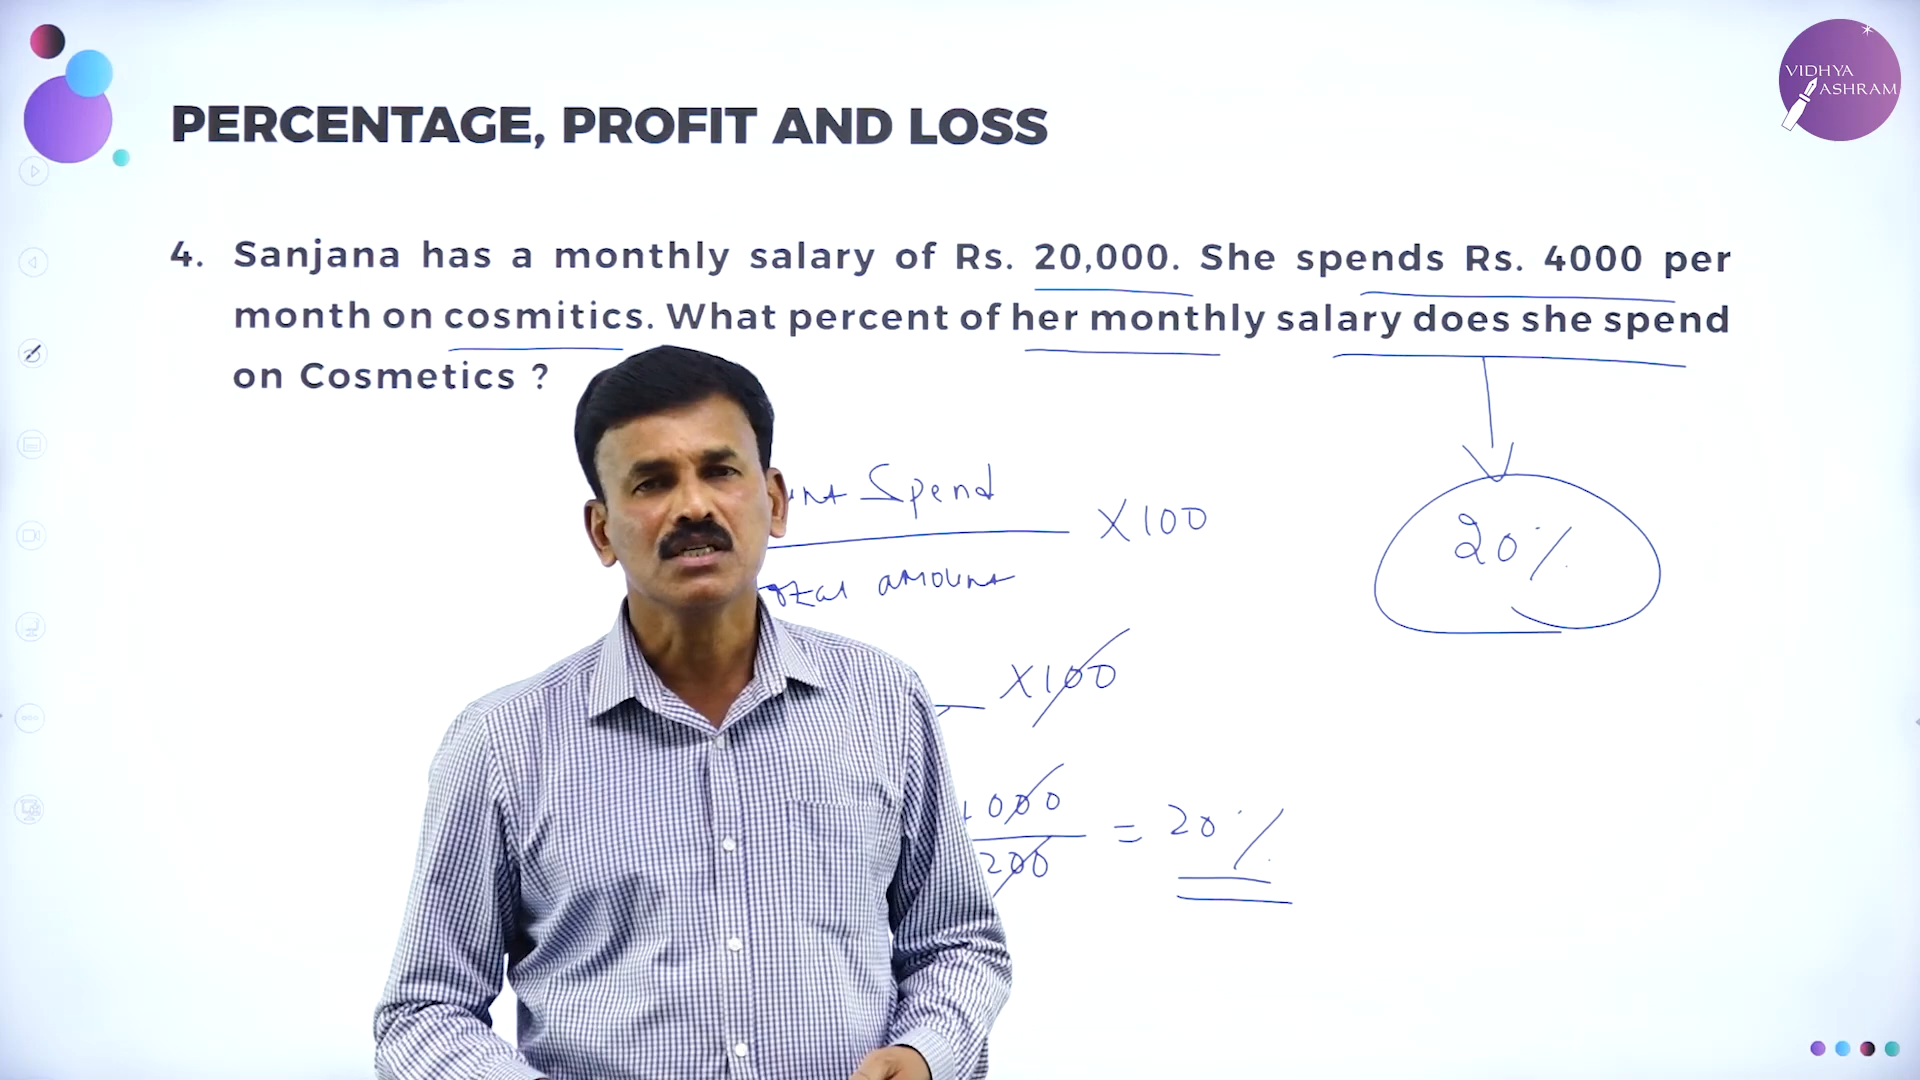 VIDHYA
ASHRAM
PERCENTAGE, PROFIT AND LOSS
4. Sanjana has a monthly salary of Rs. 20,000. She spends Rs. 4000 per
month on cosmitics. What percent of her monthly salary does she spend
on Cosmetics ?
Spend
X100
amount
20%
X100
000
200
= 20%